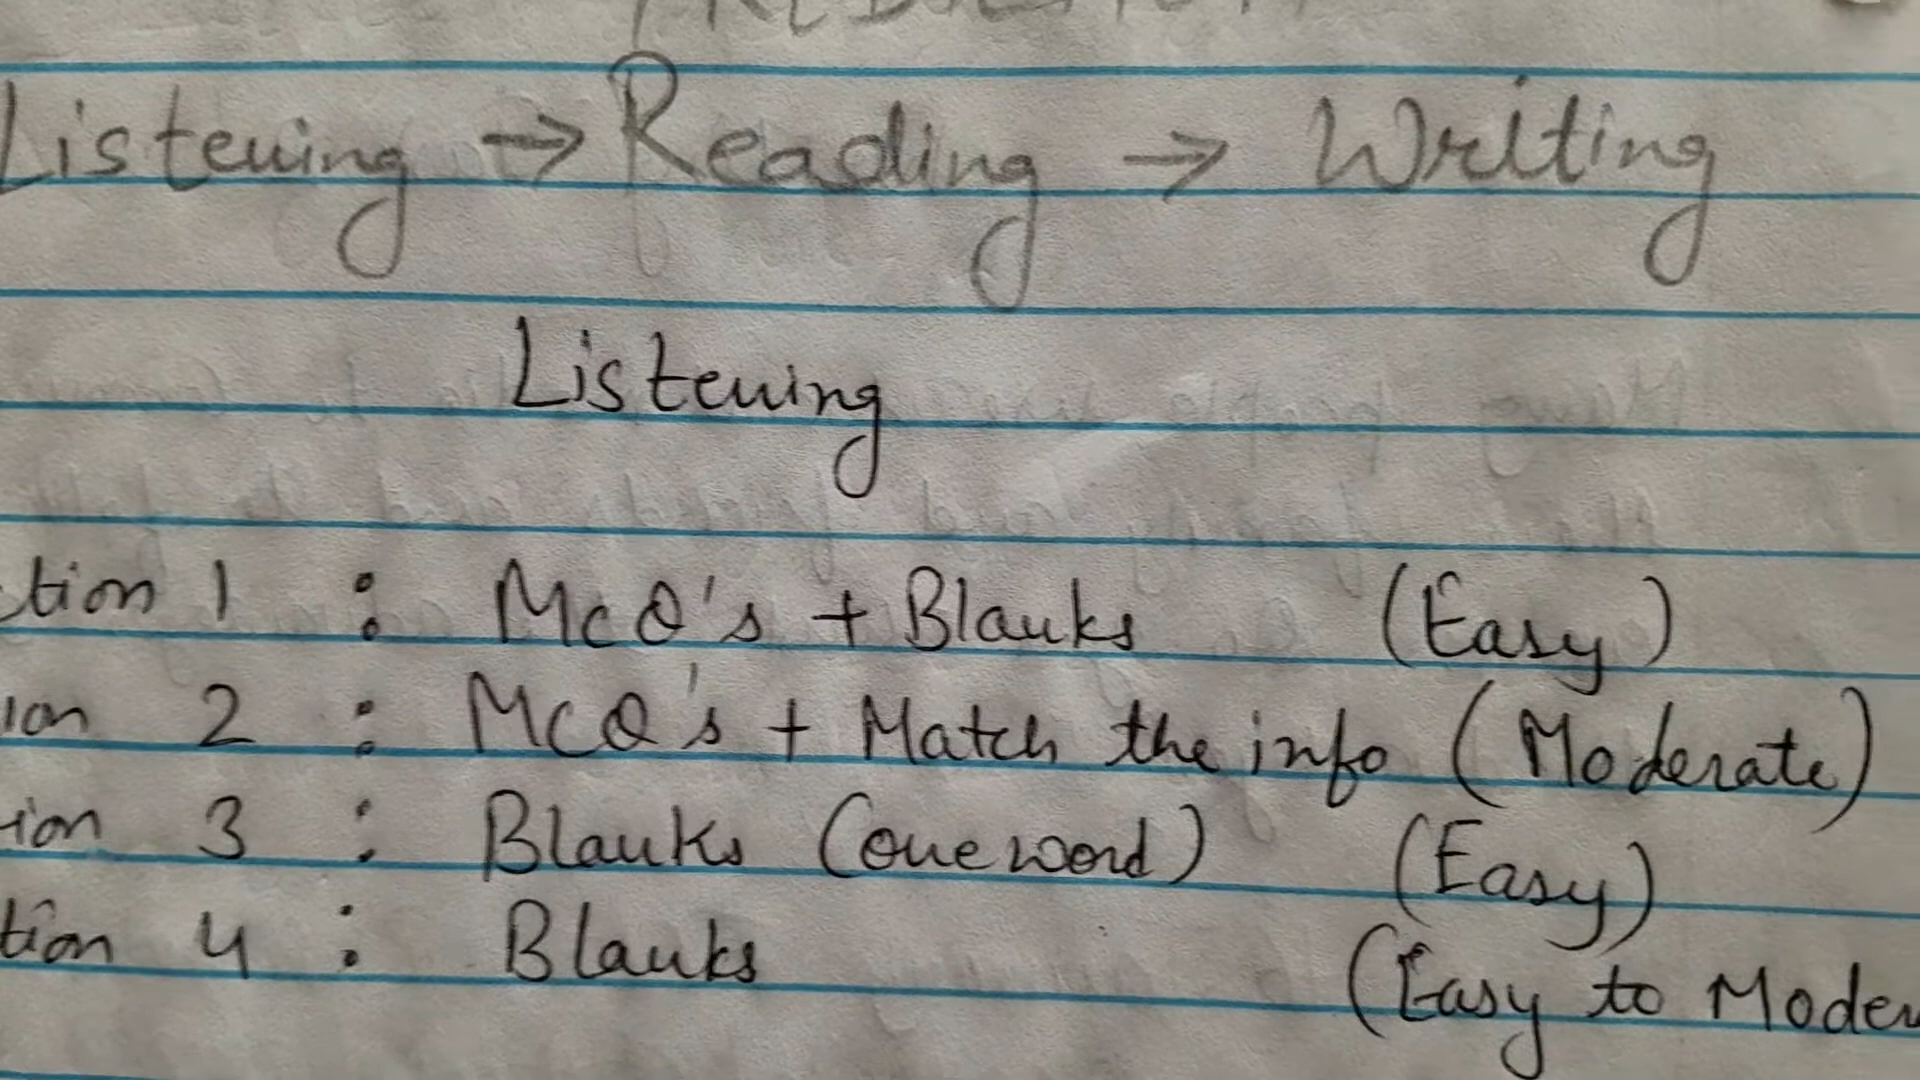 Listening → Reading → Writing
Listening
tion 1 : McQ's + Blanks (Easy)
ion 2 : MCQ's + Match the info (Moderate)
ion 3 : Blanks (one word) (Easy)
tion 4 : Blanks (Easy to Moder